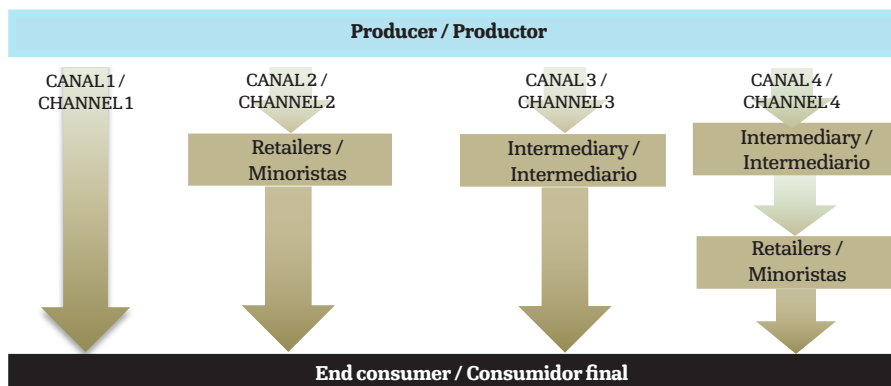 Producer / Productor
CANAL 1 /
CHANNEL 1
CANAL 2 /
CHANNEL 2
Retailers /
Minoristas
CANAL 3 /
CHANNEL 3
Intermediary /
Intermediario
CANAL 4 /
CHANNEL 4
Intermediary /
Intermediario
Retailers /
Minoristas
End consumer / Consumidor final